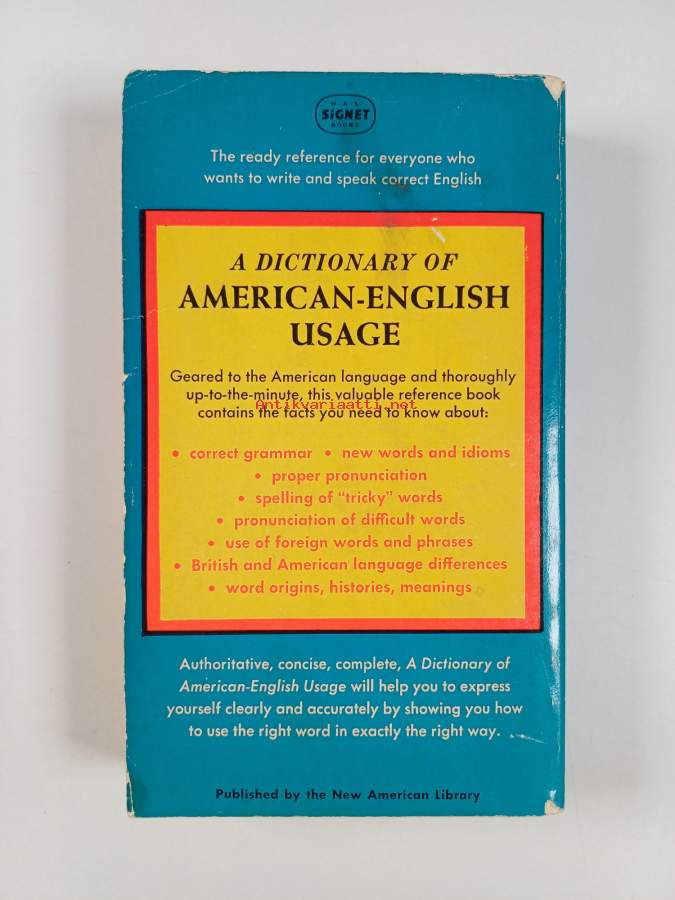 N.A.L.
SIGNET
BOOKS
The ready reference for everyone who
wants to write and speak correct English
A DICTIONARY OF
AMERICAN-ENGLISH
USAGE
Geared to the American language and thoroughly
up-to-the-minute, this valuable reference book
Antikvariaatti.net
contains the facts you need to know about:
• correct grammar • new words and idioms
• proper pronunciation
• spelling of “tricky” words
• pronunciation of difficult words
• use of foreign words and phrases
• British and American language differences
• word origins, histories, meanings
Authoritative, concise, complete, A Dictionary of
American-English Usage will help you to express
yourself clearly and accurately by showing you how
to use the right word in exactly the right way.
Published by the New American Library